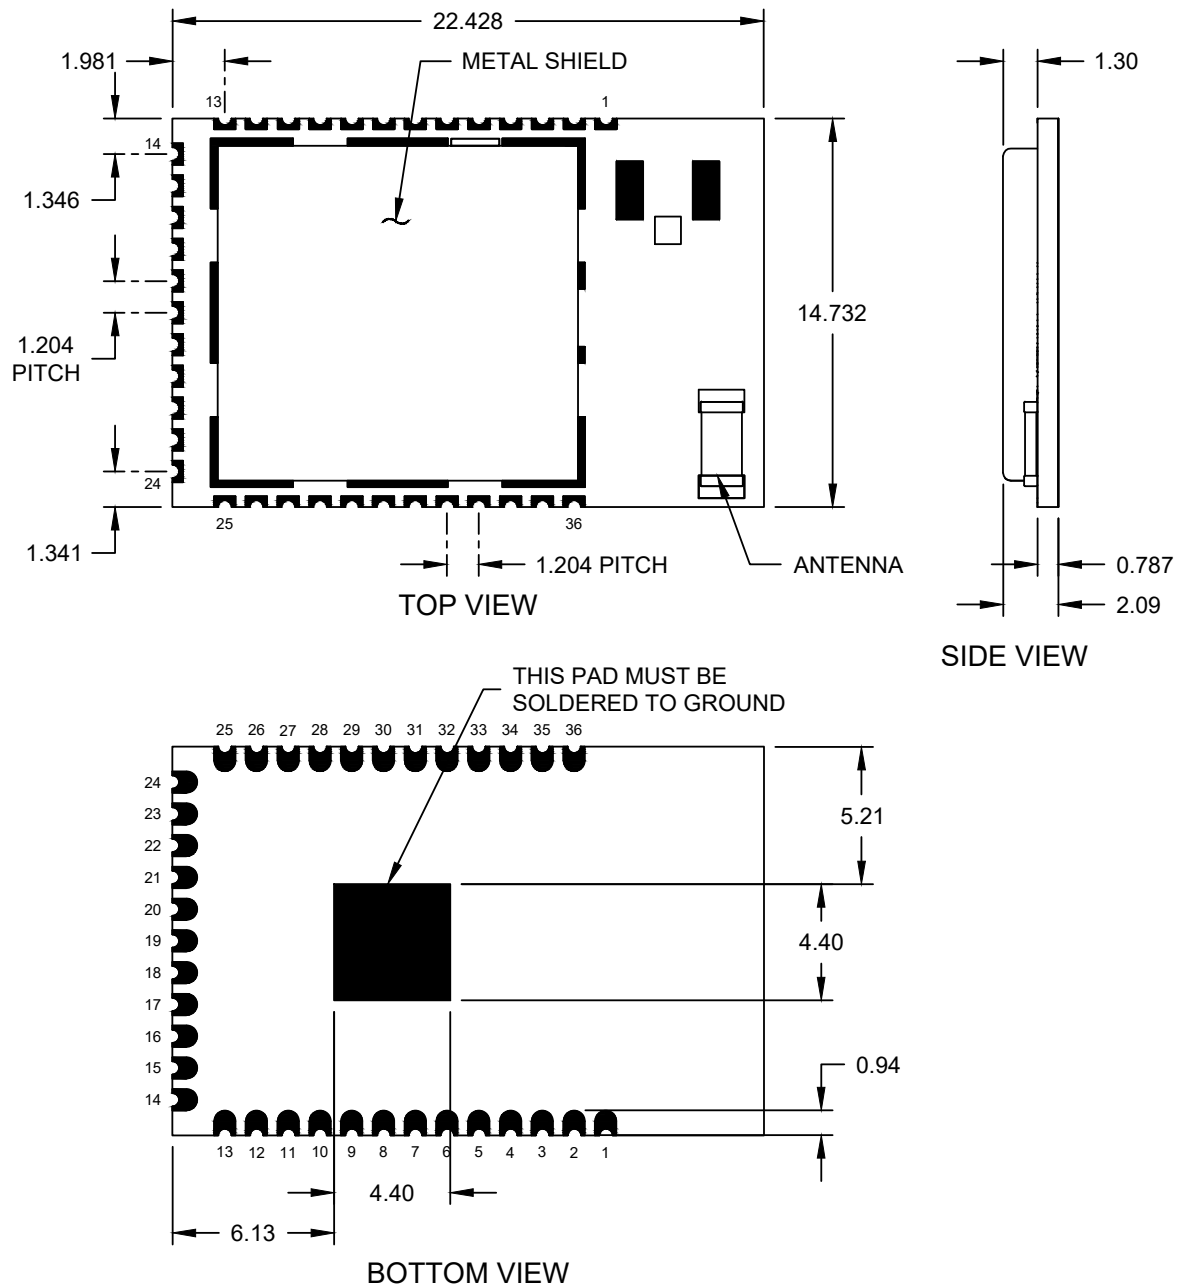 22.428
1.981
METAL SHIELD
1.30
13
1
14
1.346
14.732
1.204
PITCH
24
25
36
1.341
1.204 PITCH
ANTENNA
0.787
TOP VIEW
2.09
SIDE VIEW
THIS PAD MUST BE
SOLDERED TO GROUND
25 26 27 28 29 30 31 32 33 34 35 36
24
23
22
21
20
19
18
17
16
15
14
5.21
4.40
0.94
13 12 11 10 9 8 7 6 5 4 3 2 1
4.40
6.13
BOTTOM VIEW